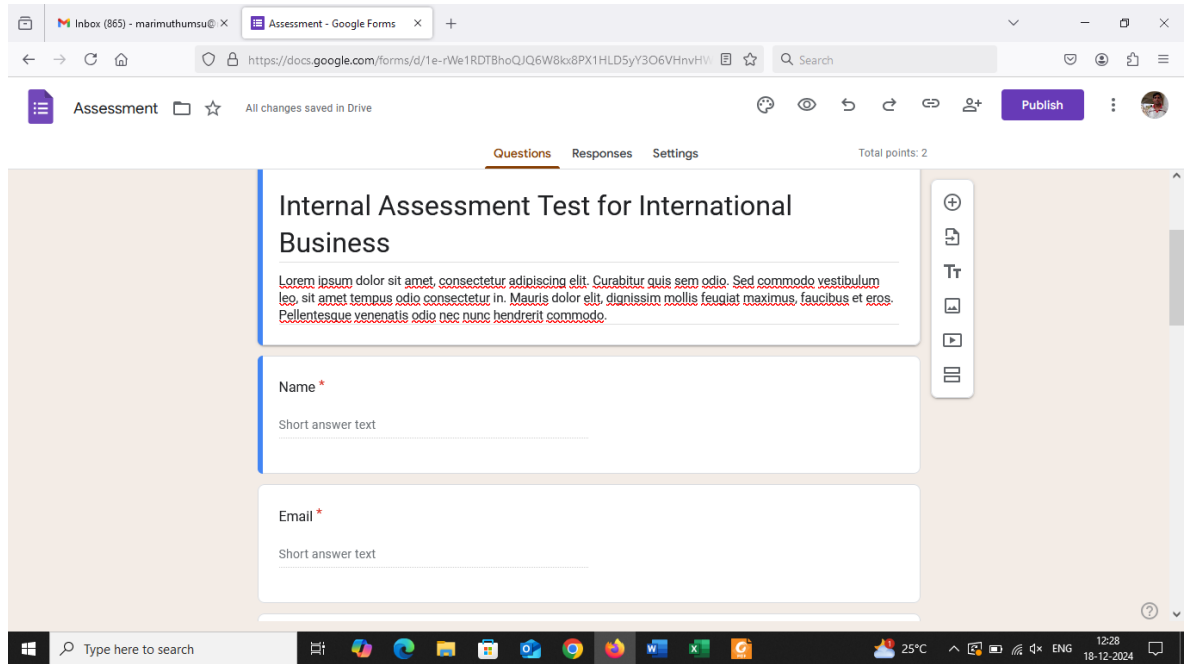 Inbox (865) - marimuthumsu@
Assessment - Google Forms
https://docs.google.com/forms/d/1e-rWe1RDTBhoQJQ6W8kx8PX1HLD5yY3O6VHnvHV
Search
Assessment
All changes saved in Drive
Publish
Questions
Responses
Settings
Total points: 2
Internal Assessment Test for International
Business
Lorem ipsum dolor sit amet, consectetur adipiscing elit. Curabitur quis sem odio. Sed commodo vestibulum
leo, sit amet tempus odio consectetur in. Mauris dolor elit, dignissim mollis feugiat maximus, faucibus et eros.
Pellentesque venenatis odio nec nunc hendrerit commodo.
Tт
Name *
Short answer text
Email *
Short answer text
Type here to search
25°C
ENG
12:28
18-12-2024